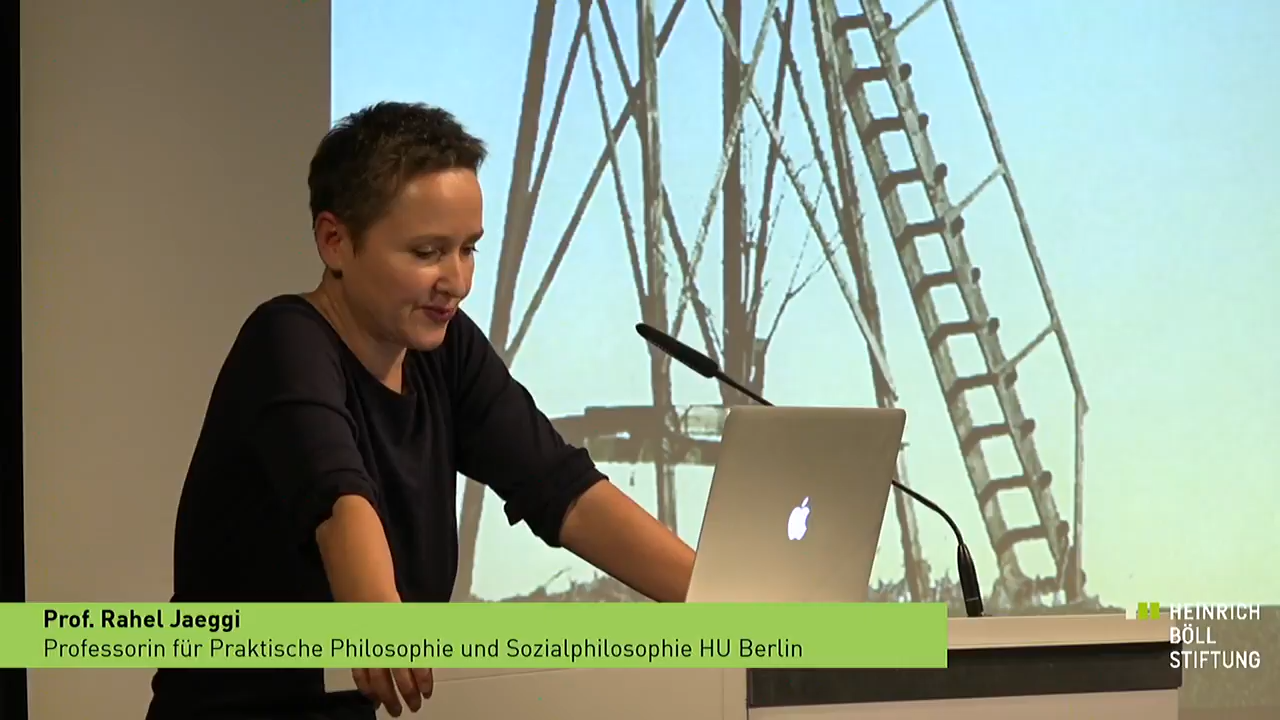 Prof. Rahel Jaeggi
Professorin für Praktische Philosophie und Sozialphilosophie HU Berlin
HEINRICH
BÖLL
STIFTUNG